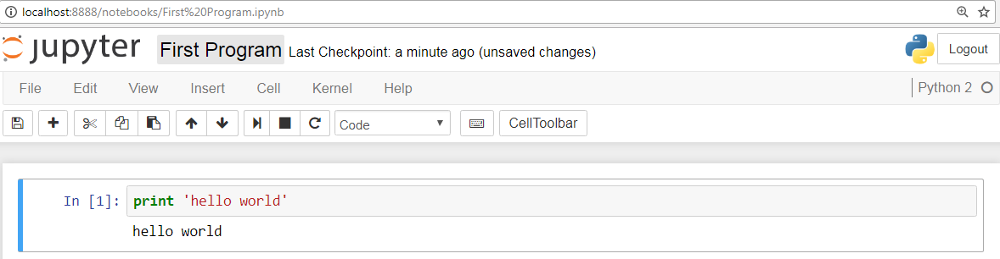 localhost:8888/notebooks/First%20Program.ipynb
jupyter First Program Last Checkpoint: a minute ago (unsaved changes) Logout
File Edit View Insert Cell Kernel Help Python 2
Code CellToolbar
In [1]: print 'hello world'
hello world